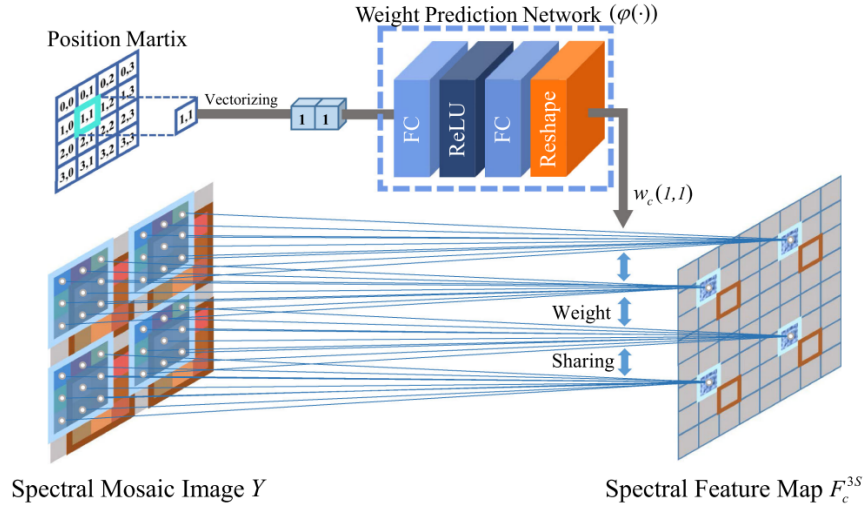 Weight Prediction Network (φ(·))
Position Martix
0,0 0,1 0,2 0,3
1,0 1,1 1,2 1,3
2,0 2,1 2,2 2,3
3,0 3,1 3,2 3,3
1,1
Vectorizing
1 1
FC
ReLU
FC
Reshape
w_c(1,1)
Weight
Sharing
Spectral Mosaic Image Y
Spectral Feature Map F_c^{3S}